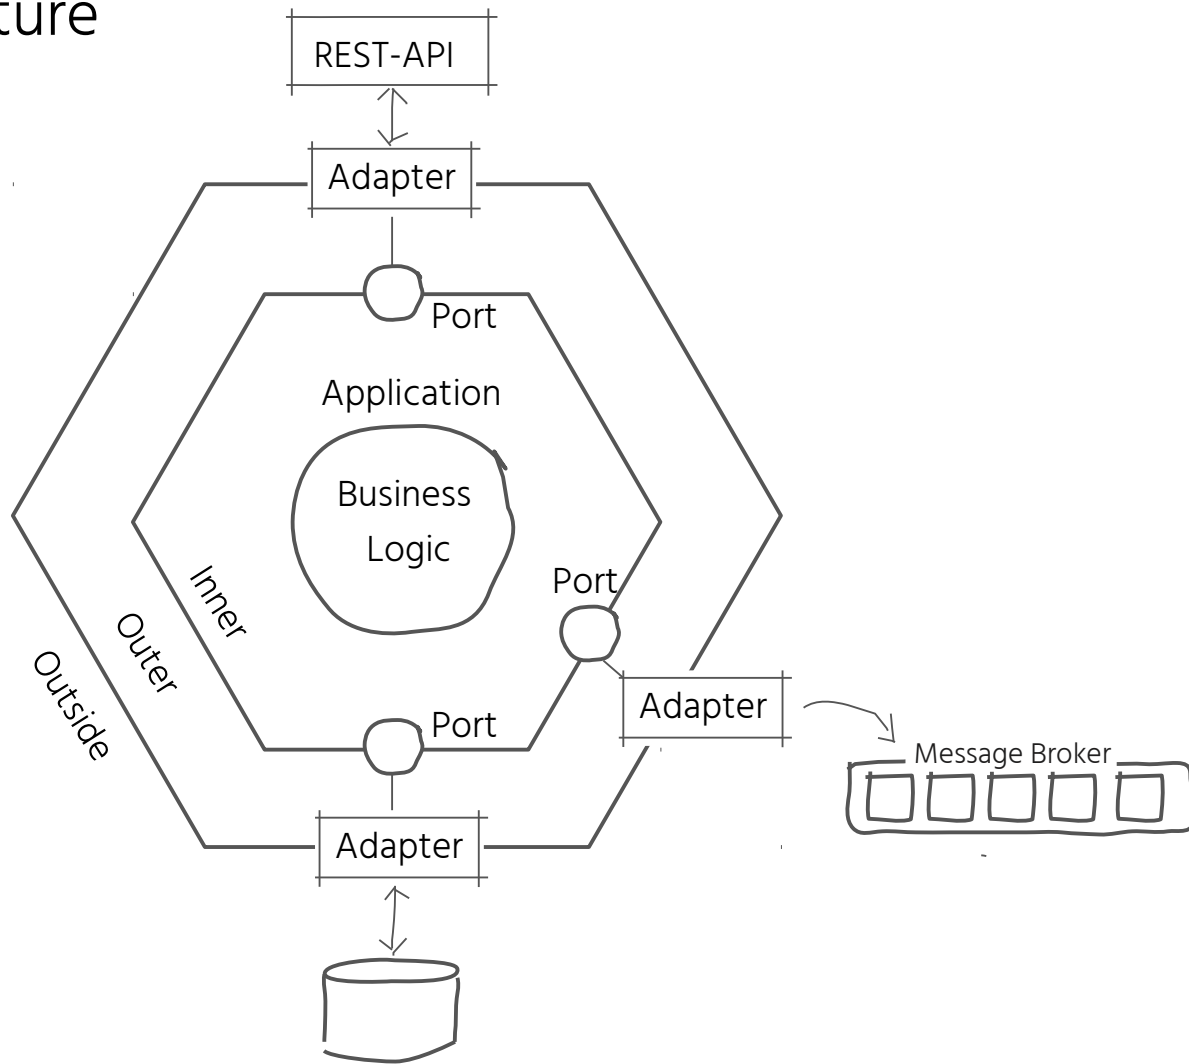 ture
REST-API
Adapter
Port
Application
Business
Logic
Port
Inner
Outer
Outside
Adapter
Port
Message Broker
Adapter